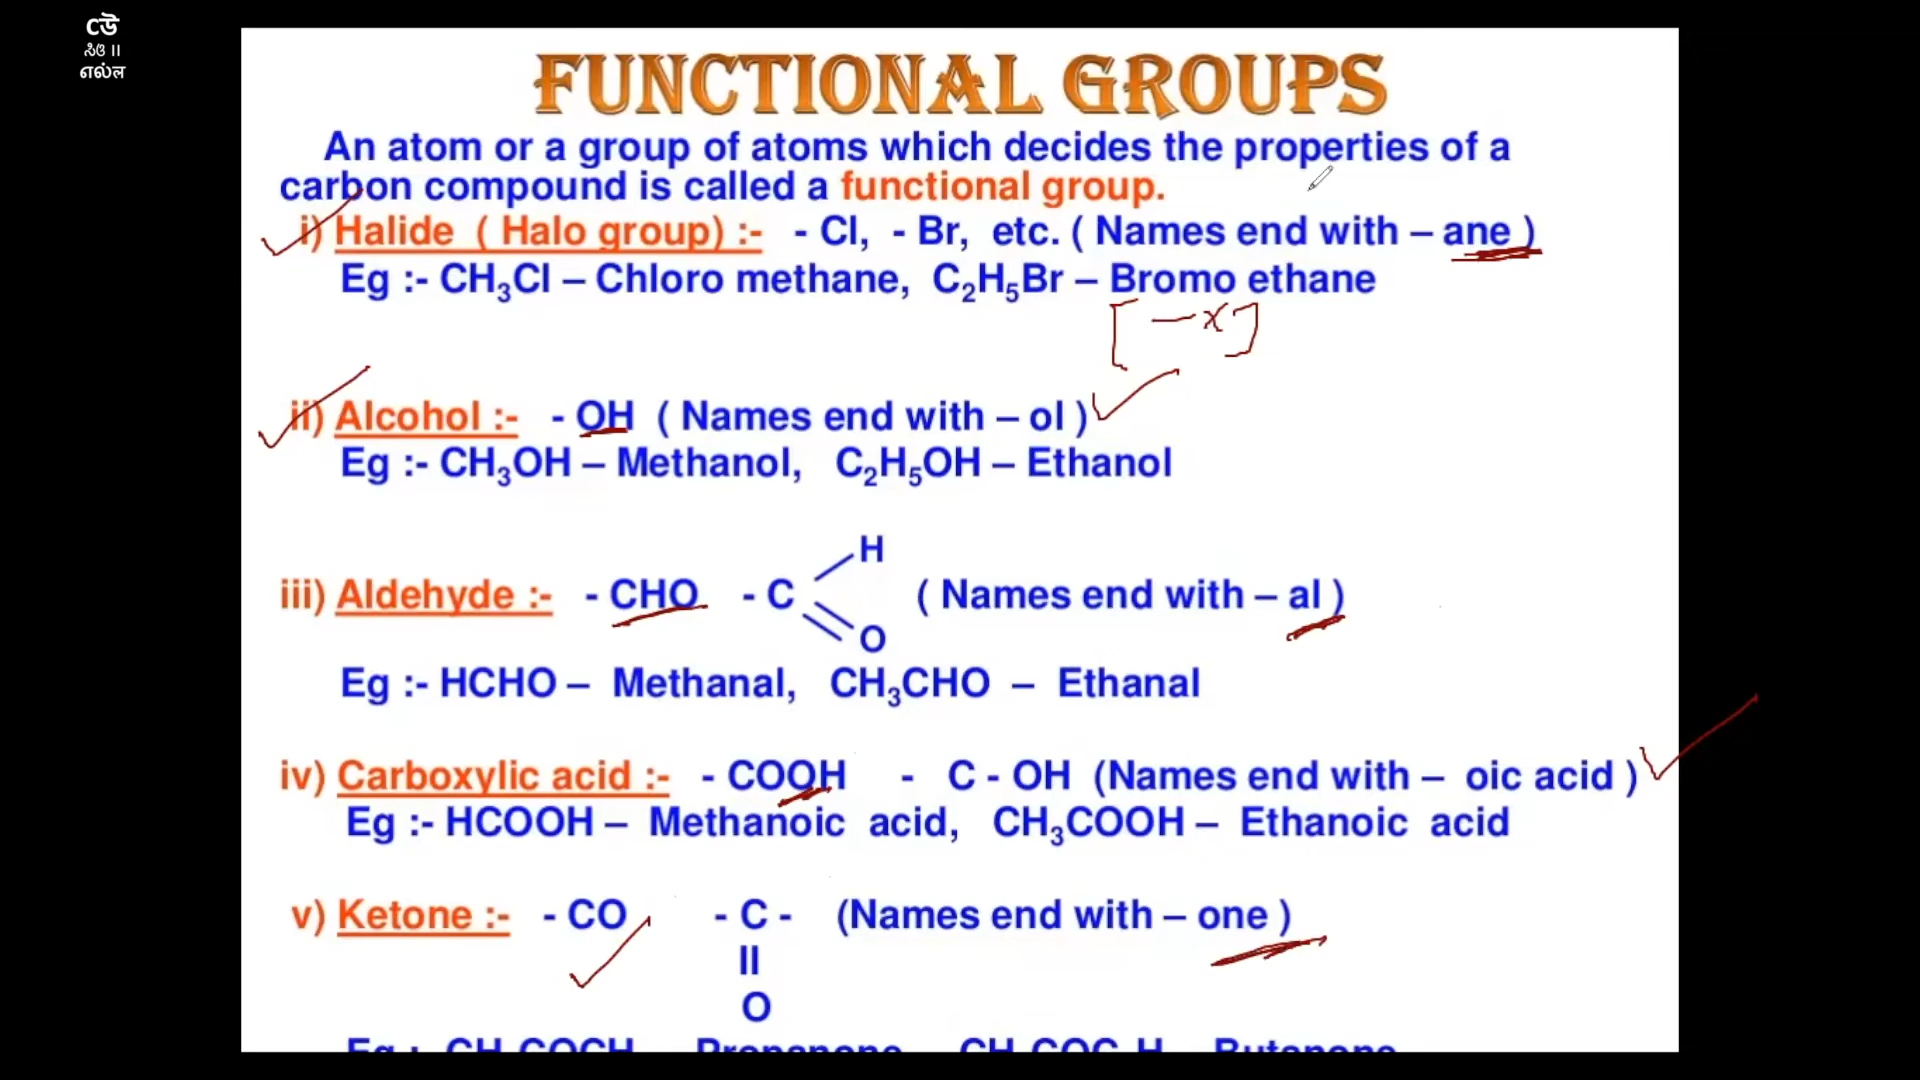 Cউ
ಸಿಓ ॥
எல்ல
FUNCTIONAL GROUPS
An atom or a group of atoms which decides the properties of a
carbon compound is called a functional group.
i) Halide ( Halo group) :- - Cl, - Br, etc. ( Names end with – ane )
Eg :- CH₃Cl – Chloro methane, C₂H₅Br – Bromo ethane
[ – x ]
ii) Alcohol :- - OH ( Names end with – ol )
Eg :- CH₃OH – Methanol, C₂H₅OH – Ethanol
H
iii) Aldehyde :- - CHO - C ( Names end with – al )
O
Eg :- HCHO – Methanal, CH₃CHO – Ethanal
iv) Carboxylic acid :- - COOH - C - OH (Names end with – oic acid )
Eg :- HCOOH – Methanoic acid, CH₃COOH – Ethanoic acid
v) Ketone :- - CO - C - (Names end with – one )
O